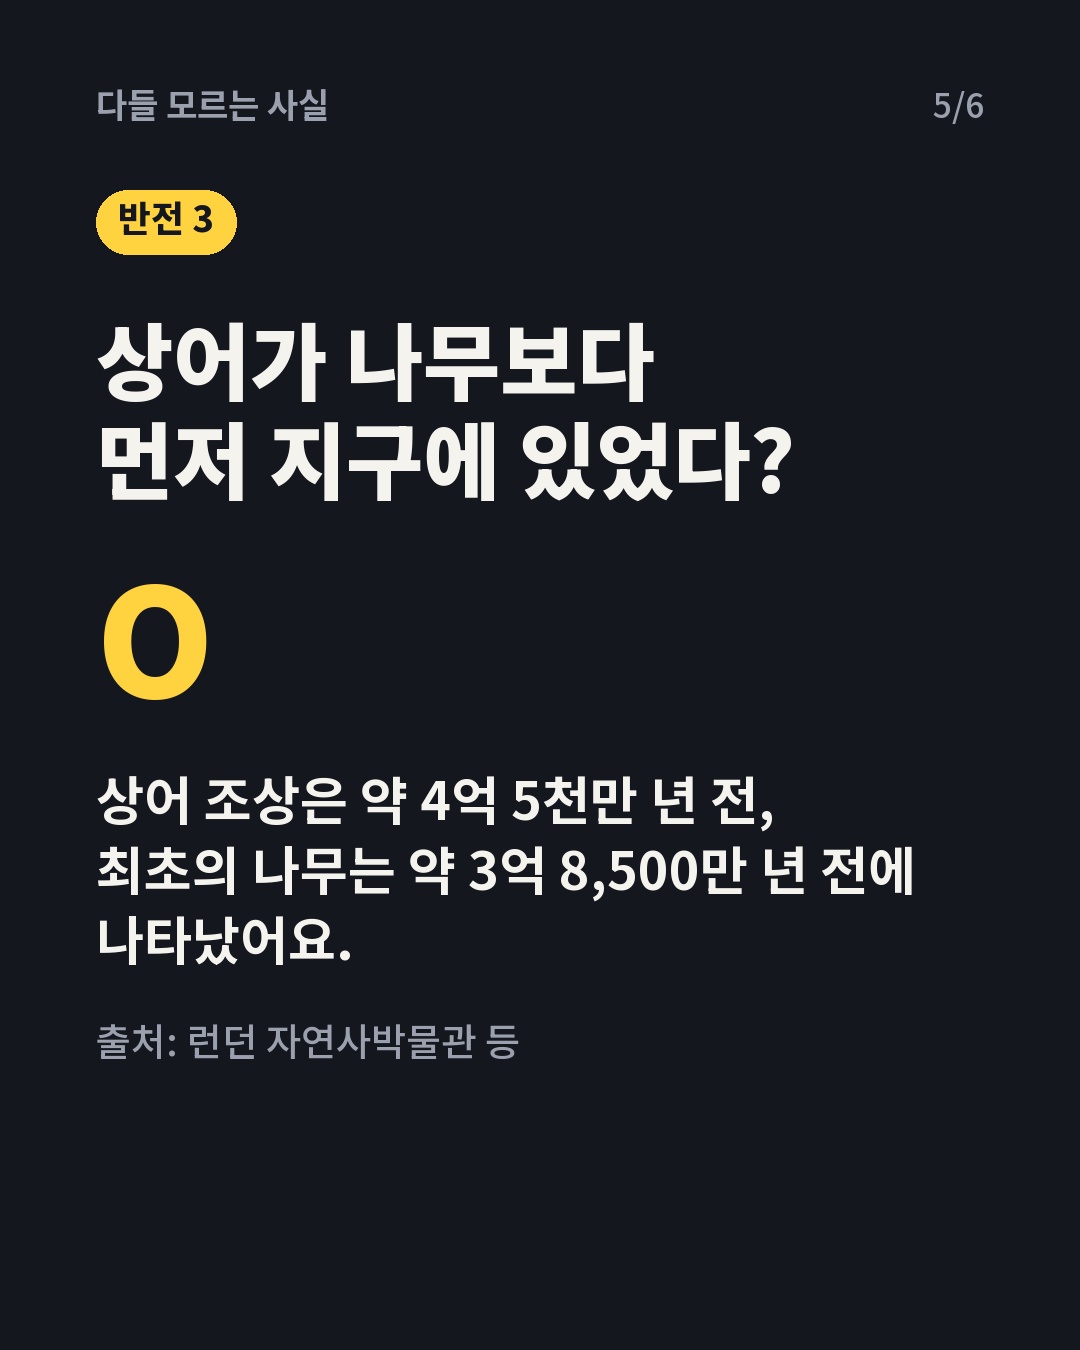 다들 모르는 사실
5/6
반전 3
상어가 나무보다
먼저 지구에 있었다?
O
상어 조상은 약 4억 5천만 년 전,
최초의 나무는 약 3억 8,500만 년 전에
나타났어요.
출처: 런던 자연사박물관 등